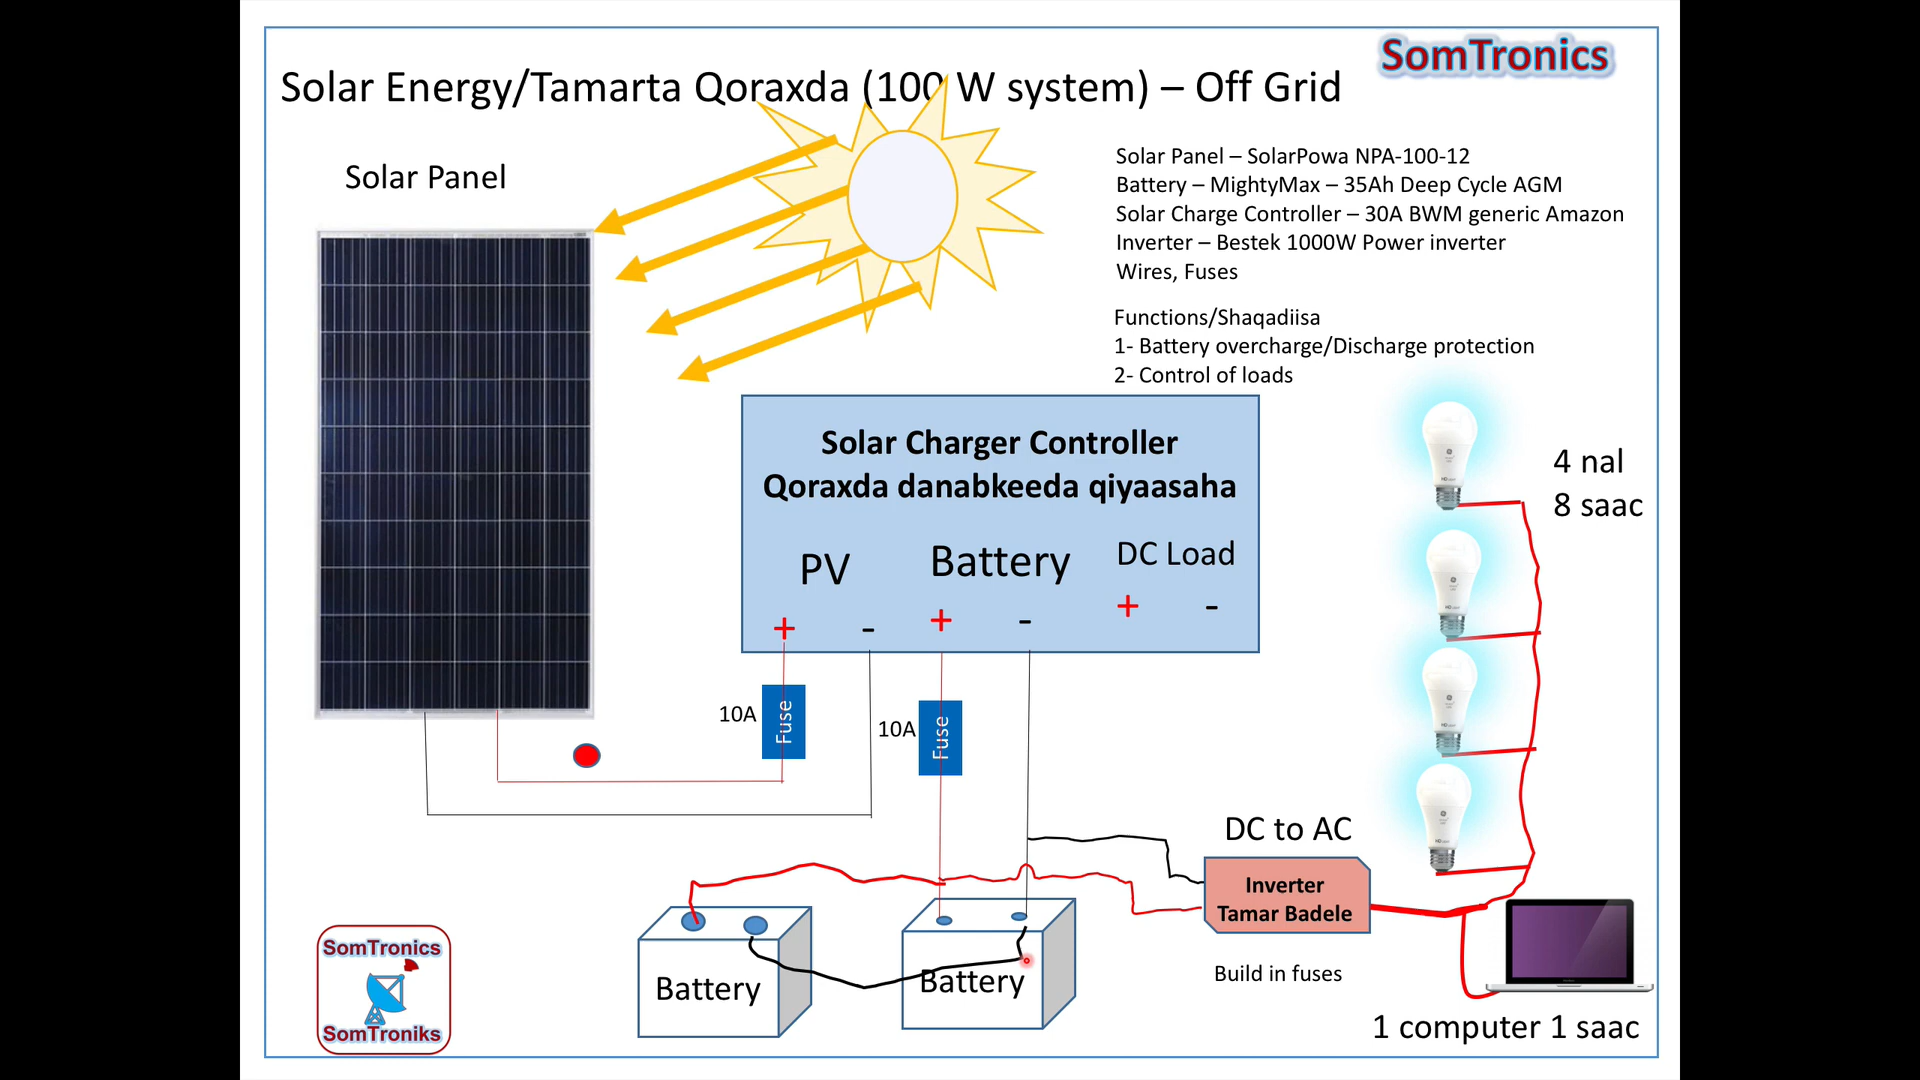 SomTronics
Solar Energy/Tamarta Qoraxda (100 W system) – Off Grid
Solar Panel
Solar Panel – SolarPowa NPA-100-12
Battery – MightyMax – 35Ah Deep Cycle AGM
Solar Charge Controller – 30A BWM generic Amazon
Inverter – Bestek 1000W Power inverter
Wires, Fuses
Functions/Shaqadiisa
1- Battery overcharge/Discharge protection
2- Control of loads
Solar Charger Controller
Qoraxda danabkeeda qiyaasaha
PV
Battery
DC Load
+ -
+ -
+ -
4 nal
8 saac
10A
Fuse
10A
Fuse
DC to AC
Inverter
Tamar Badele
Build in fuses
Battery
Battery
1 computer 1 saac
SomTronics
SomTroniks